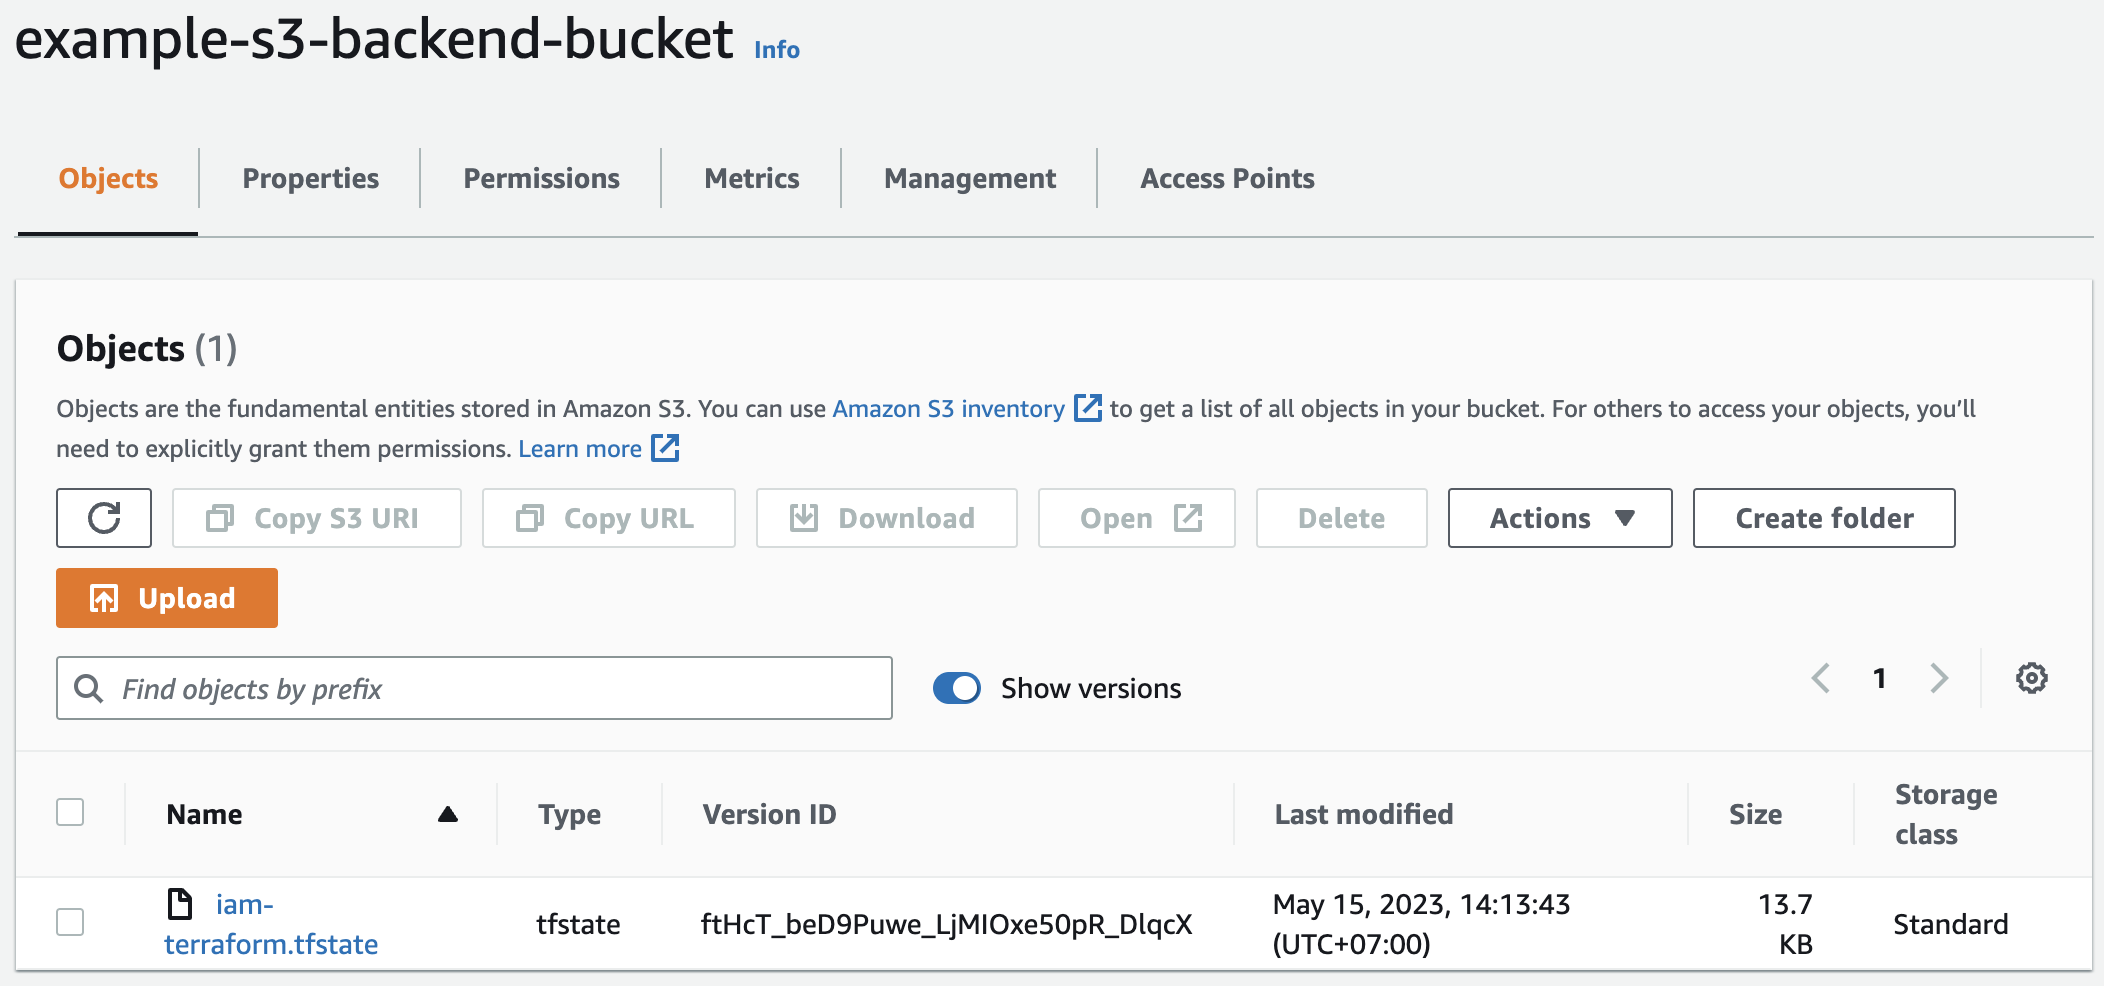 example-s3-backend-bucket Info
Objects Properties Permissions Metrics Management Access Points
Objects (1)
Objects are the fundamental entities stored in Amazon S3. You can use Amazon S3 inventory to get a list of all objects in your bucket. For others to access your objects, you’ll
need to explicitly grant them permissions. Learn more
Copy S3 URI Copy URL Download Open Delete Actions Create folder
Upload
Find objects by prefix Show versions 1
Name Type Version ID Last modified Size Storage
class
iam- tfstate ftHcT_beD9Puwe_LjMIOxe50pR_DlqcX May 15, 2023, 14:13:43 13.7 Standard
terraform.tfstate (UTC+07:00) KB